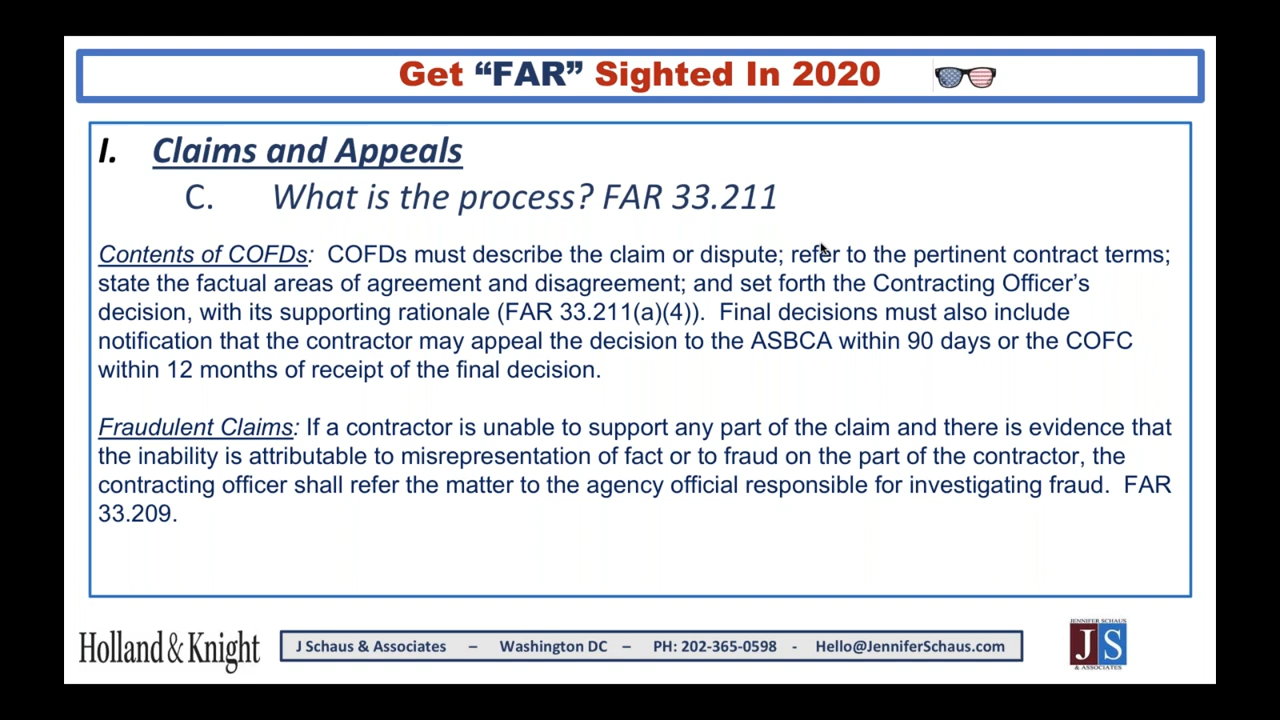 Get “FAR” Sighted In 2020
I. Claims and Appeals
C. What is the process? FAR 33.211
Contents of COFDs: COFDs must describe the claim or dispute; refer to the pertinent contract terms;
state the factual areas of agreement and disagreement; and set forth the Contracting Officer’s
decision, with its supporting rationale (FAR 33.211(a)(4)). Final decisions must also include
notification that the contractor may appeal the decision to the ASBCA within 90 days or the COFC
within 12 months of receipt of the final decision.
Fraudulent Claims: If a contractor is unable to support any part of the claim and there is evidence that
the inability is attributable to misrepresentation of fact or to fraud on the part of the contractor, the
contracting officer shall refer the matter to the agency official responsible for investigating fraud. FAR
33.209.
Holland & Knight
J Schaus & Associates – Washington DC – PH: 202-365-0598 - Hello@JenniferSchaus.com
JENNIFER SCHAUS
JS
& ASSOCIATES